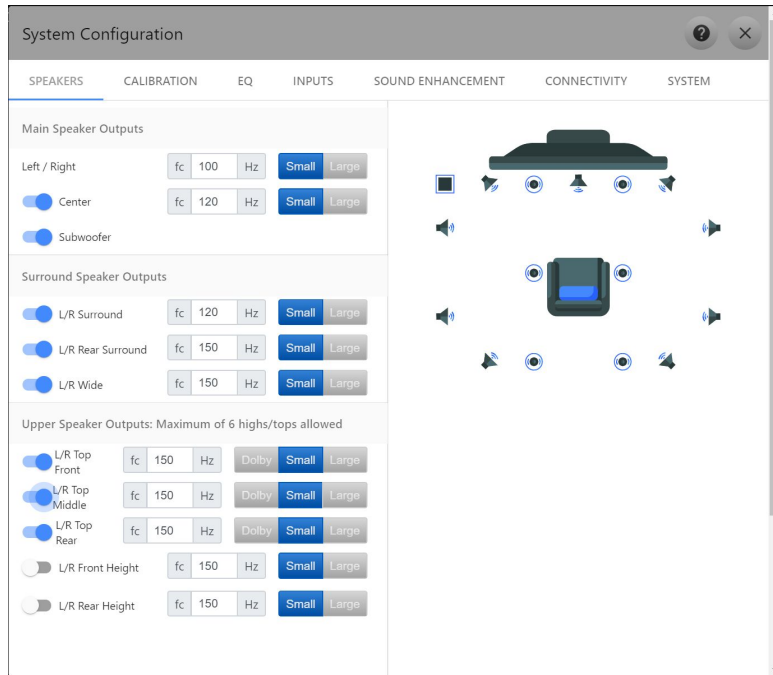 System Configuration
SPEAKERS CALIBRATION EQ INPUTS SOUND ENHANCEMENT CONNECTIVITY SYSTEM
Main Speaker Outputs
Left / Right fc 100 Hz Small Large
Center fc 120 Hz Small Large
Subwoofer
Surround Speaker Outputs
L/R Surround fc 120 Hz Small Large
L/R Rear Surround fc 150 Hz Small Large
L/R Wide fc 150 Hz Small Large
Upper Speaker Outputs: Maximum of 6 highs/tops allowed
L/R Top
Front fc 150 Hz Dolby Small Large
L/R Top
Middle fc 150 Hz Dolby Small Large
L/R Top
Rear fc 150 Hz Dolby Small Large
L/R Front Height fc 150 Hz Small Large
L/R Rear Height fc 150 Hz Small Large